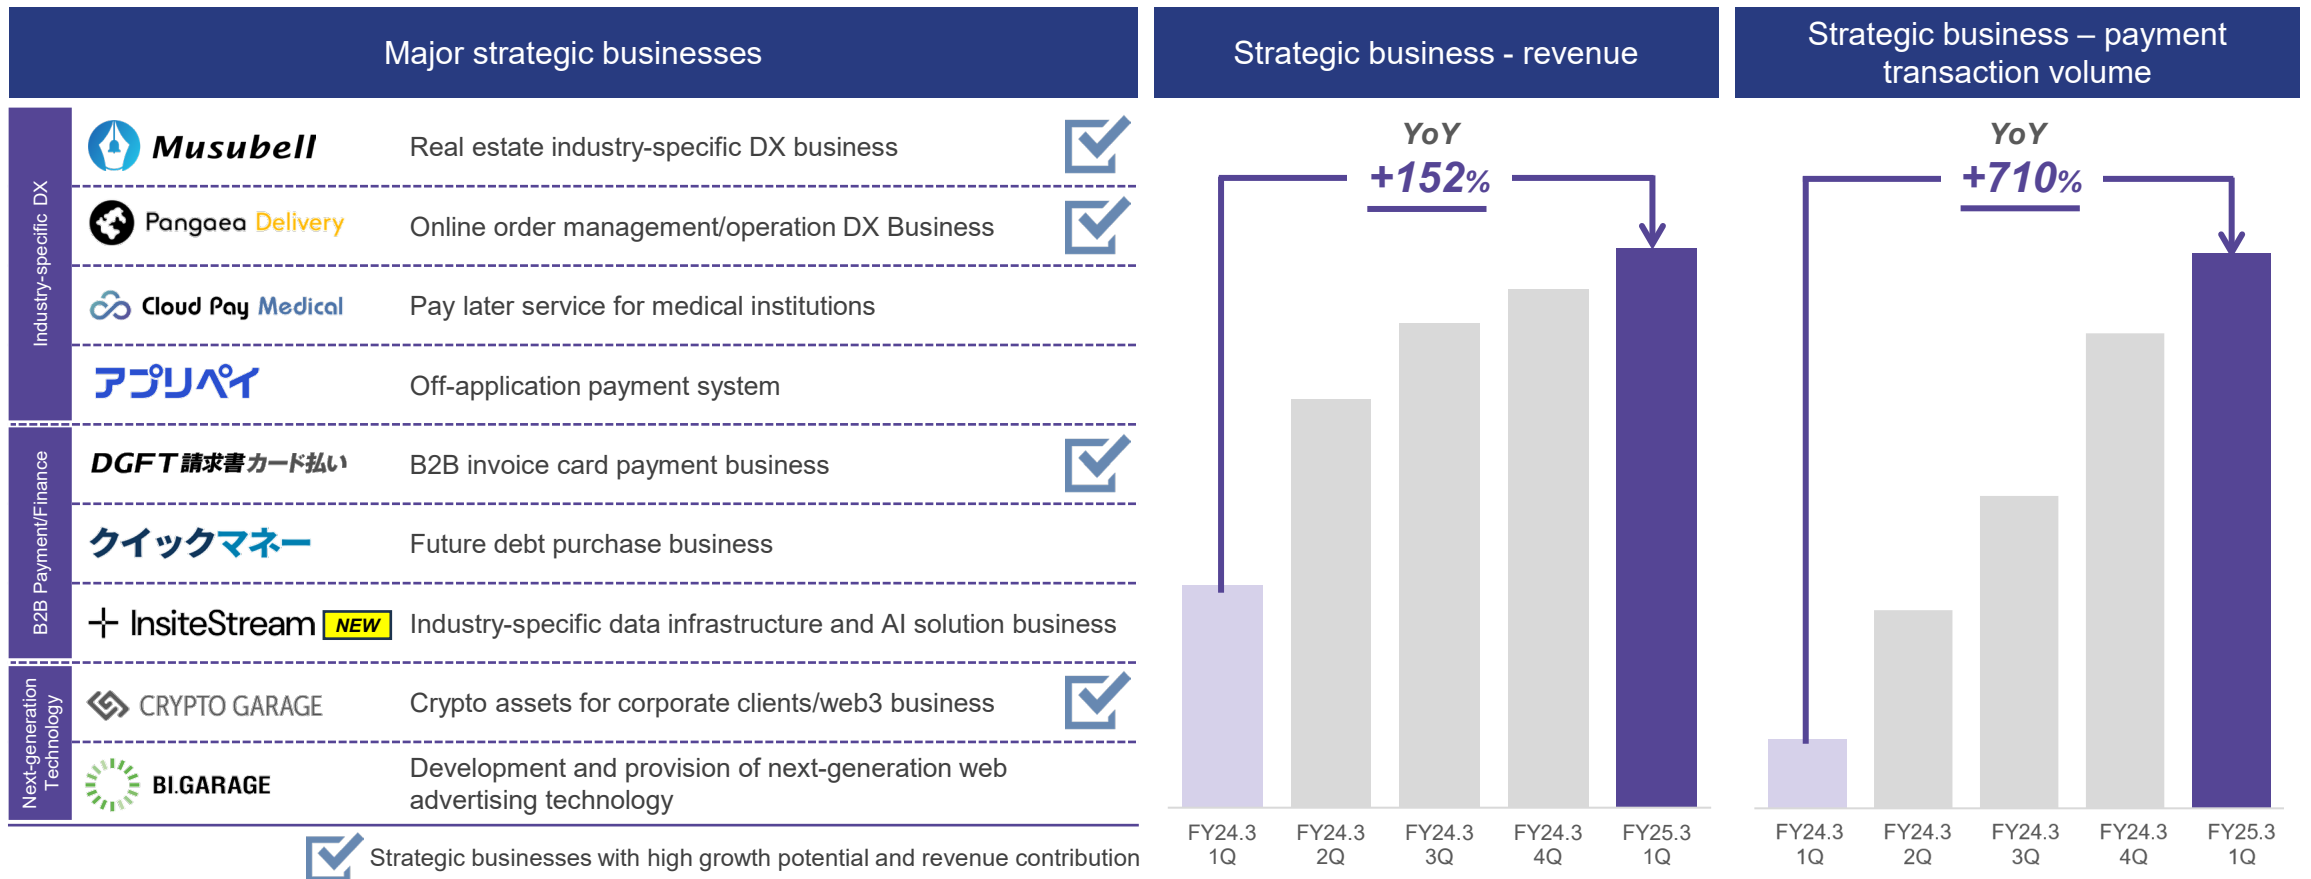 Major strategic businesses
Industry-specific DX
Musubell
Real estate industry-specific DX business
Pangaea Delivery
Online order management/operation DX Business
Cloud Pay Medical
Pay later service for medical institutions
アプリペイ
Off-application payment system
B2B Payment/Finance
DGFT請求書カード払い
B2B invoice card payment business
クイックマネー
Future debt purchase business
InsiteStream NEW
Industry-specific data infrastructure and AI solution business
Next-generation
Technology
CRYPTO GARAGE
Crypto assets for corporate clients/web3 business
BI.GARAGE
Development and provision of next-generation web
advertising technology
Strategic businesses with high growth potential and revenue contribution
Strategic business - revenue
YoY
+152%
FY24.3
1Q
FY24.3
2Q
FY24.3
3Q
FY24.3
4Q
FY25.3
1Q
Strategic business – payment
transaction volume
YoY
+710%
FY24.3
1Q
FY24.3
2Q
FY24.3
3Q
FY24.3
4Q
FY25.3
1Q